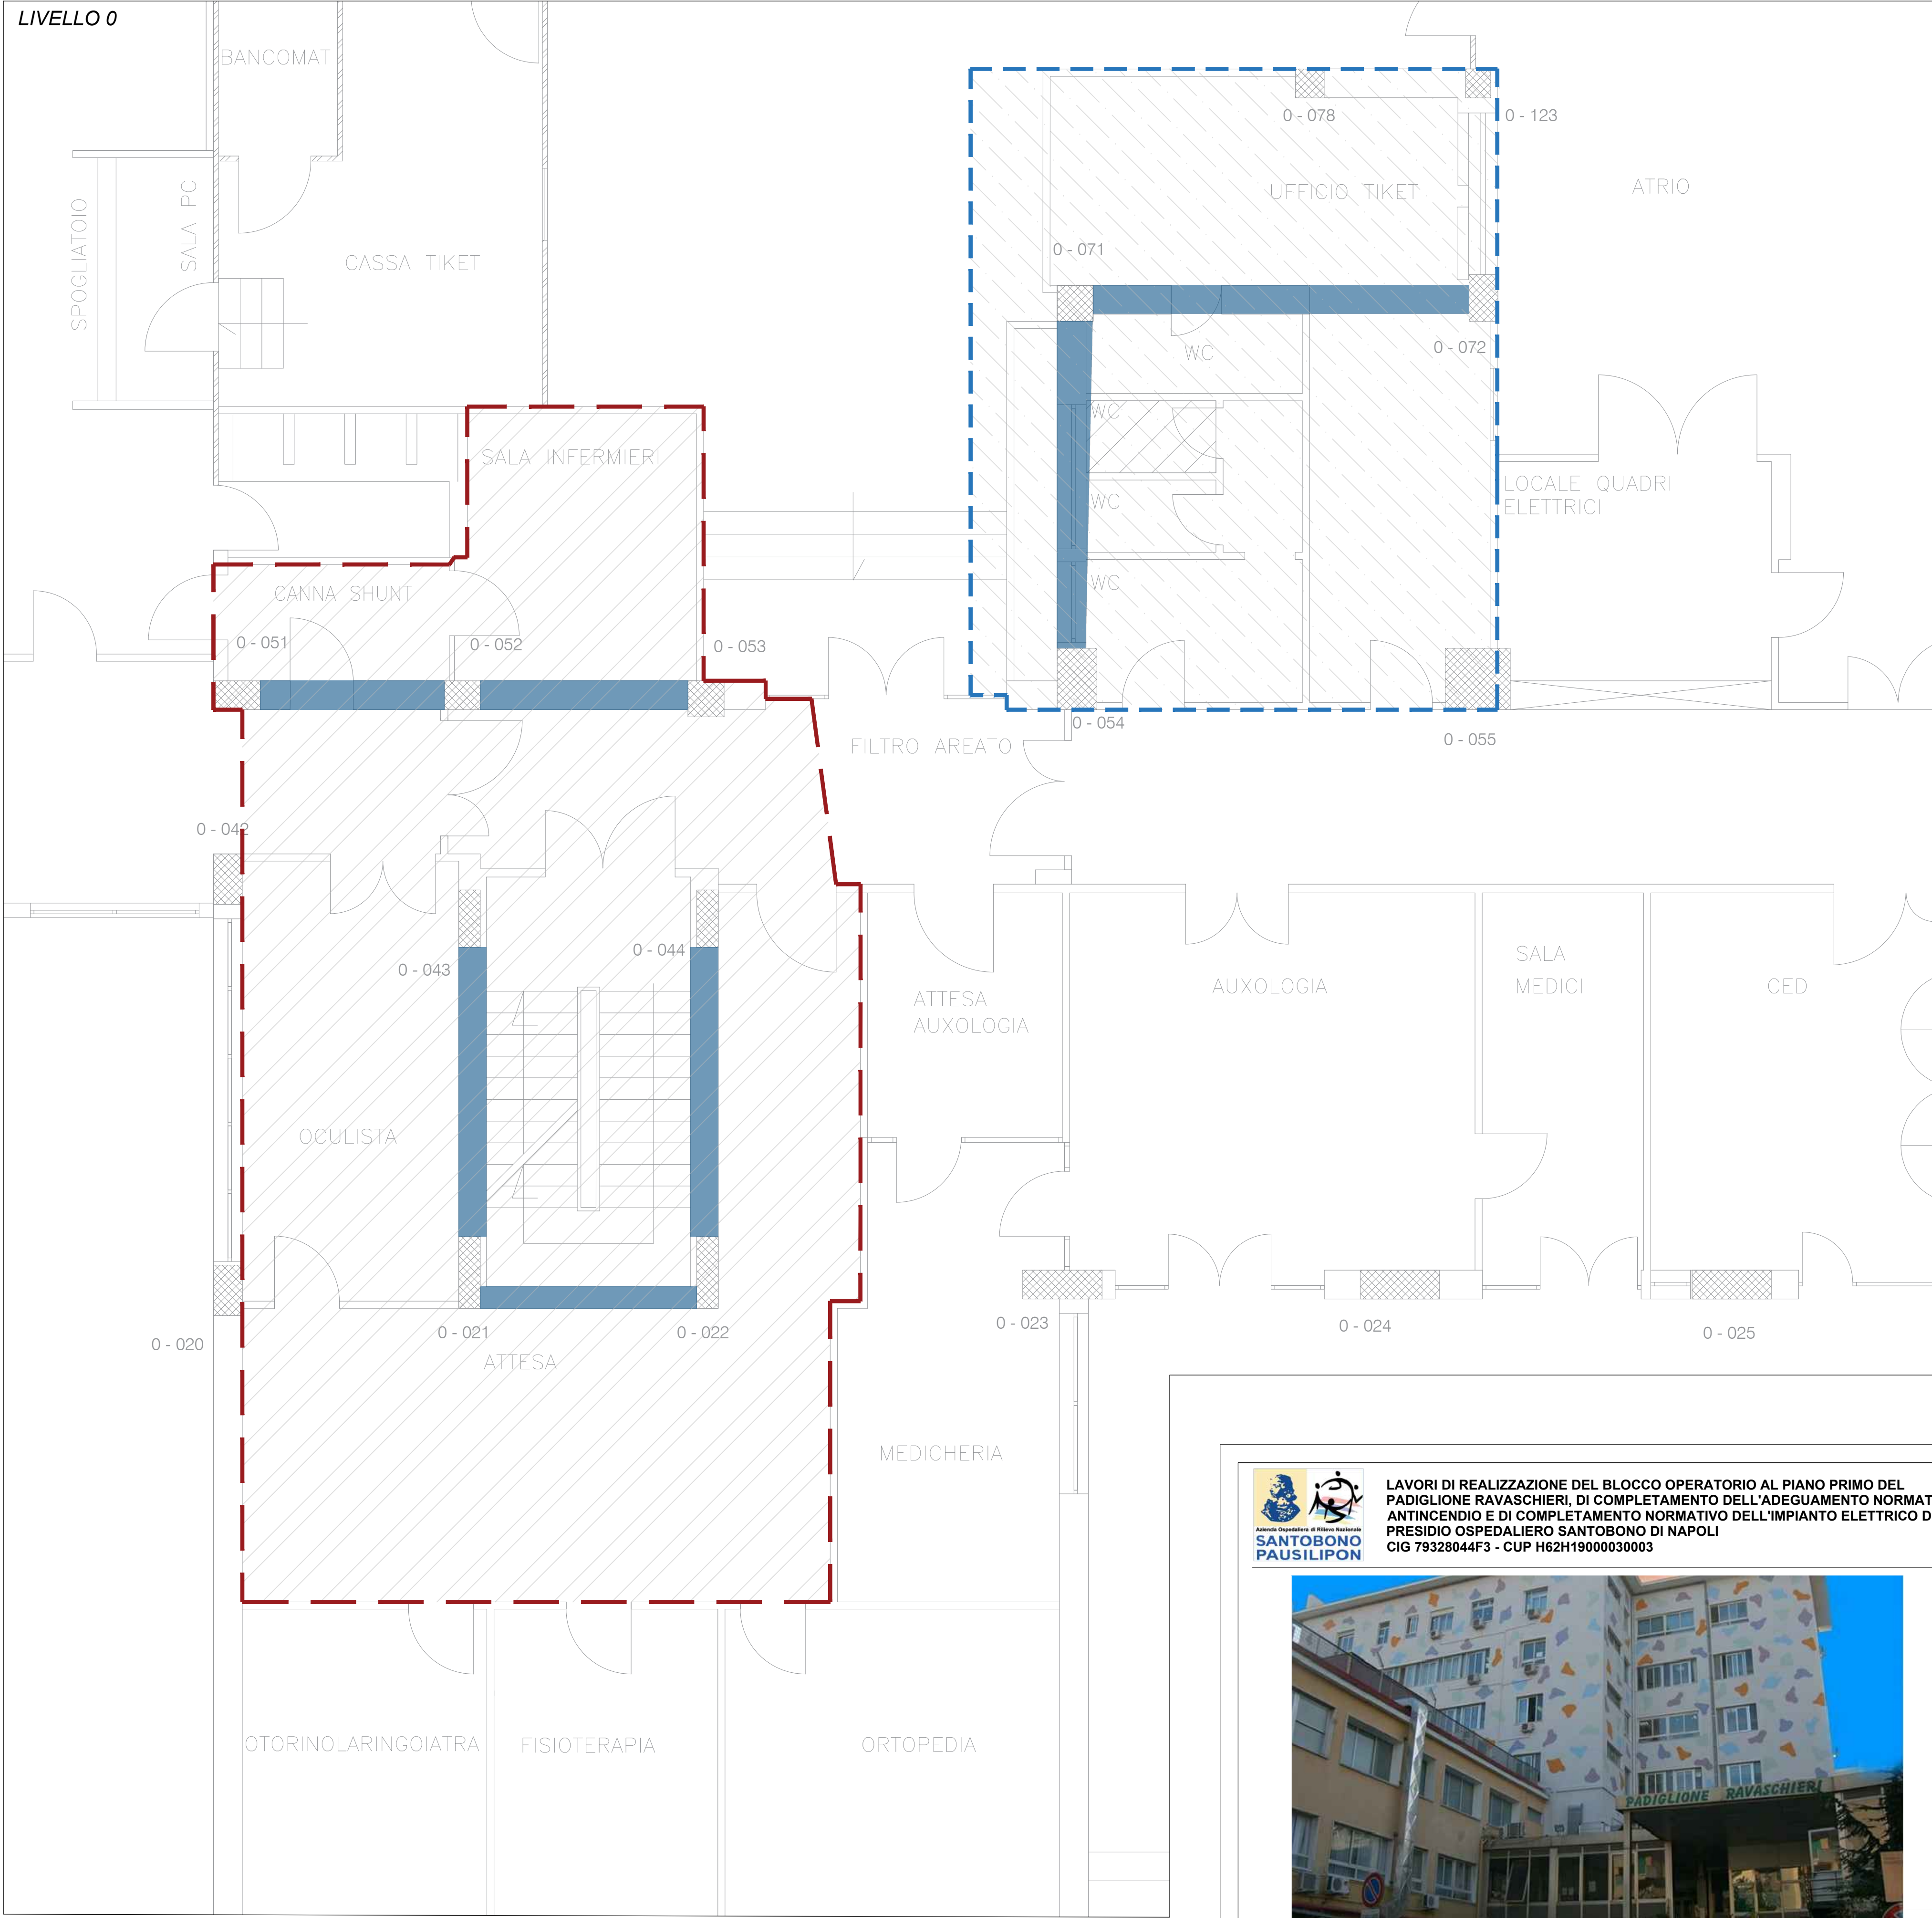 LIVELLO 0
BANCOMAT
0 - 078
0 - 123
UFFICIO TIKET
ATRIO
SPOGLIATOIO
SALA PC
CASSA TIKET
0 - 071
0 - 072
WC
WC
SALA INFERMIERI
LOCALE QUADRI
ELETTRICI
WC
WC
CANNA SHUNT
0 - 051
0 - 052
0 - 053
0 - 054
0 - 055
FILTRO AREATO
0 - 042
0 - 043
0 - 044
SALA
MEDICI
AUXOLOGIA
CED
ATTESA
AUXOLOGIA
OCULISTA
0 - 020
0 - 021
0 - 022
0 - 023
0 - 024
0 - 025
ATTESA
MEDICHERIA
OTORINOLARINGOIATRA
FISIOTERAPIA
ORTOPEDIA
Azienda Ospedaliera di Rilievo Nazionale
SANTOBONO
PAUSILIPON
LAVORI DI REALIZZAZIONE DEL BLOCCO OPERATORIO AL PIANO PRIMO DEL
PADIGLIONE RAVASCHIERI, DI COMPLETAMENTO DELL'ADEGUAMENTO NORMAT
ANTINCENDIO E DI COMPLETAMENTO NORMATIVO DELL'IMPIANTO ELETTRICO D
PRESIDIO OSPEDALIERO SANTOBONO DI NAPOLI
CIG 79328044F3 - CUP H62H19000030003
PADIGLIONE RAVASCHIERI